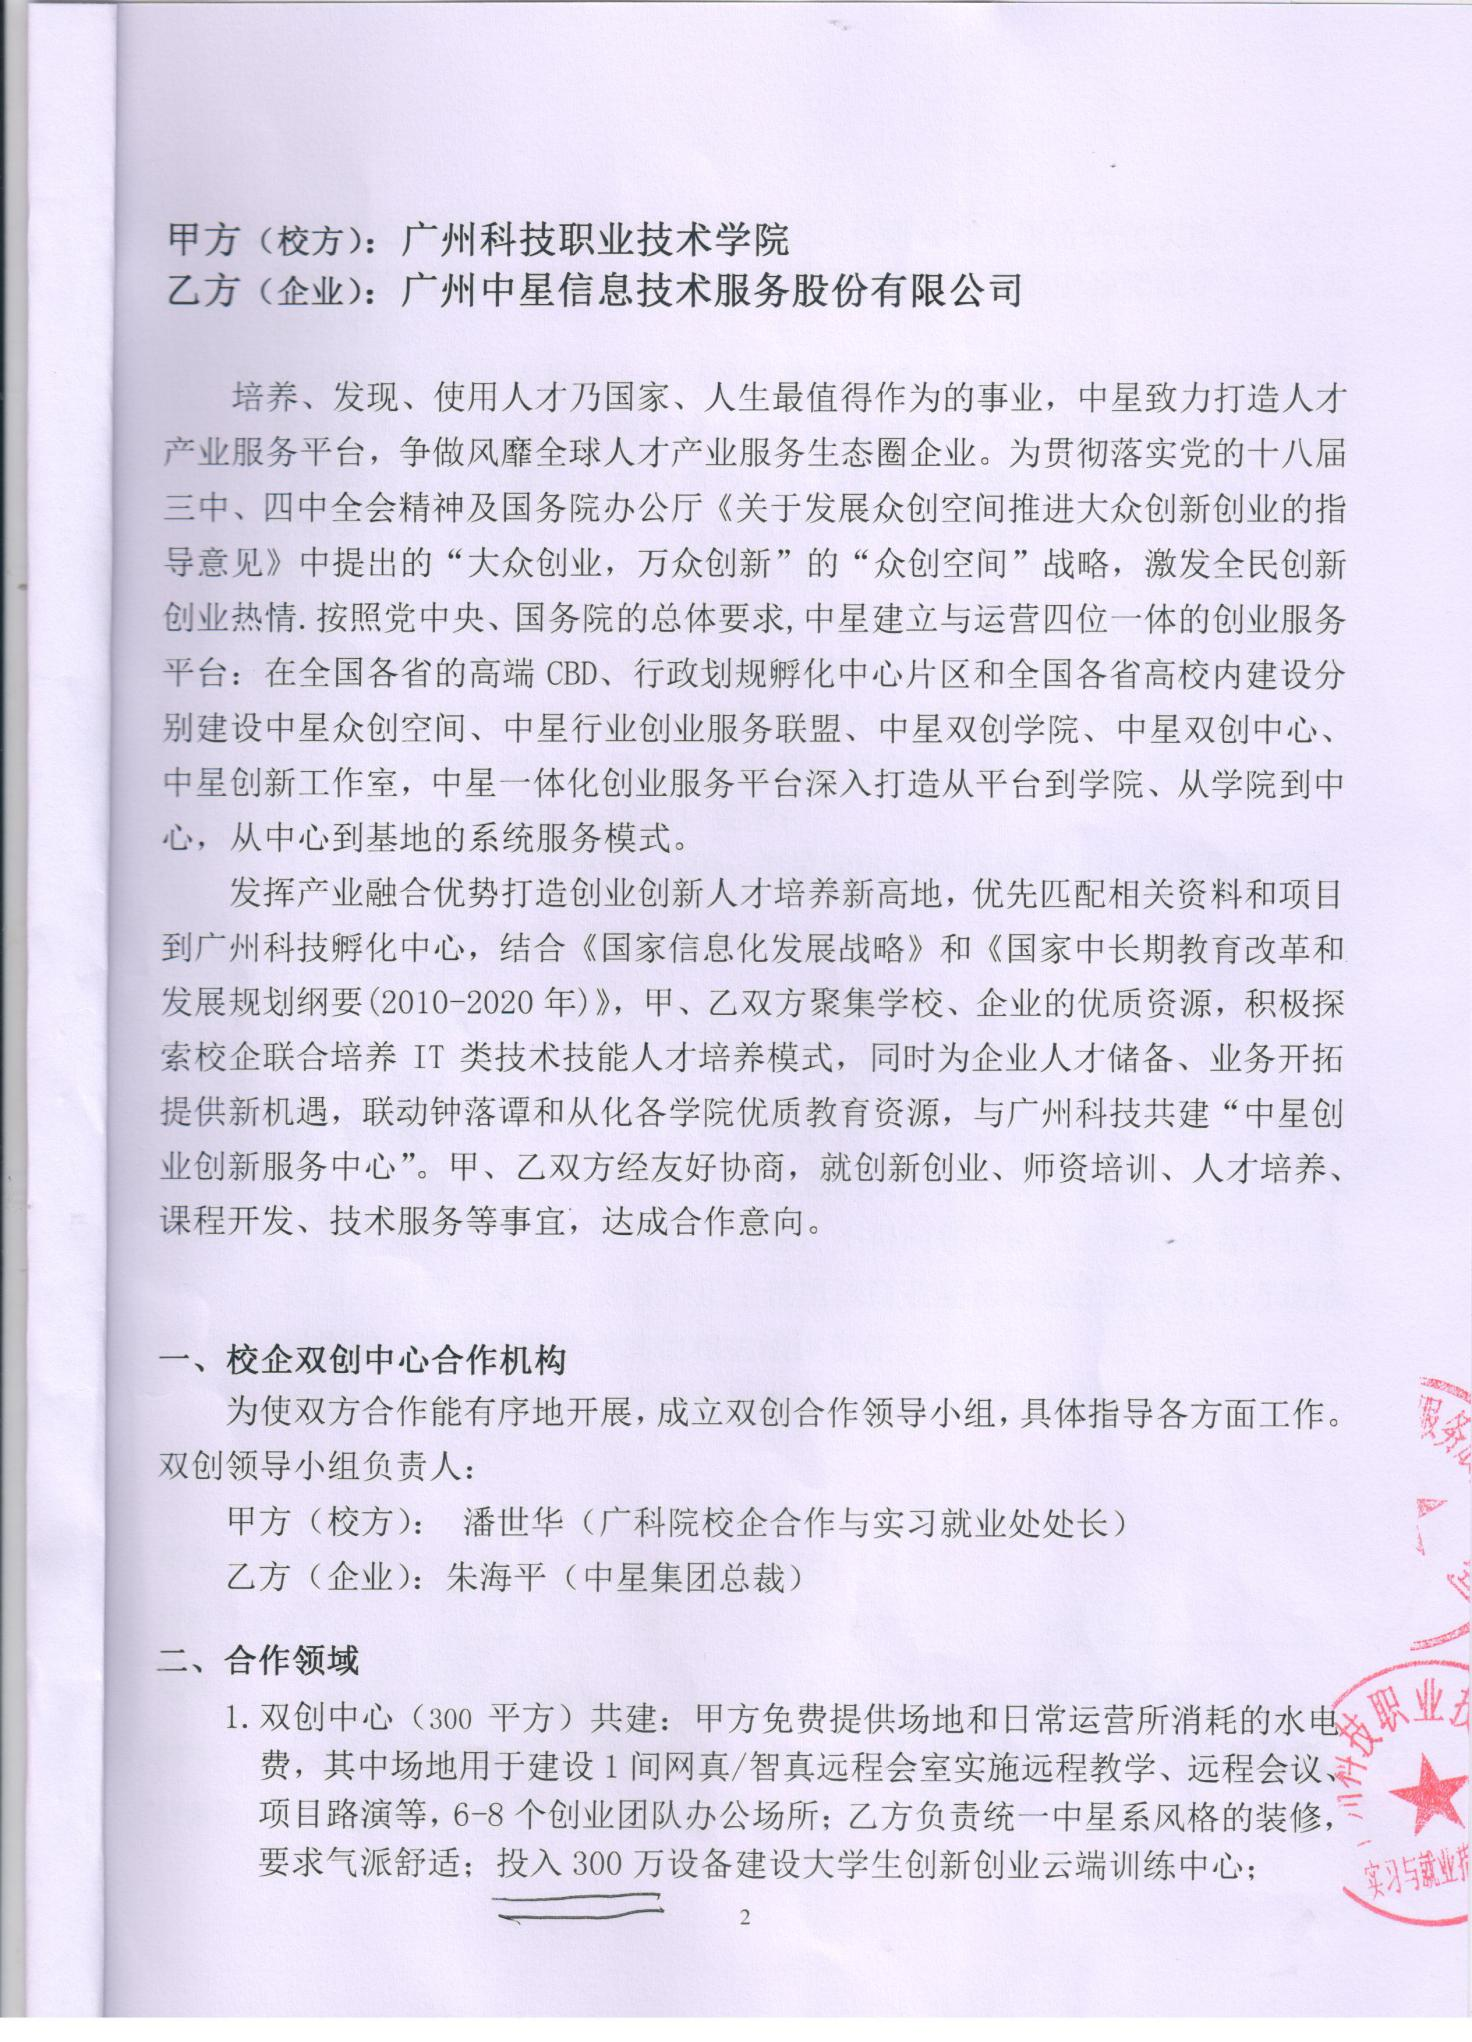 甲方（校方）：广州科技职业技术学院
乙方（企业）：广州中星信息技术服务股份有限公司
培养、发现、使用人才乃国家、人生最值得作为的事业，中星致力打造人才
产业服务平台，争做风靡全球人才产业服务生态圈企业。为贯彻落实党的十八届
三中、四中全会精神及国务院办公厅《关于发展众创空间推进大众创新创业的指
导意见》中提出的“大众创业，万众创新”的“众创空间”战略，激发全民创新
创业热情.按照党中央、国务院的总体要求,中星建立与运营四位一体的创业服务
平台：在全国各省的高端 CBD、行政划规孵化中心片区和全国各省高校内建设分
别建设中星众创空间、中星行业创业服务联盟、中星双创学院、中星双创中心、
中星创新工作室，中星一体化创业服务平台深入打造从平台到学院、从学院到中
心，从中心到基地的系统服务模式。
发挥产业融合优势打造创业创新人才培养新高地，优先匹配相关资料和项目
到广州科技孵化中心，结合《国家信息化发展战略》和《国家中长期教育改革和
发展规划纲要(2010-2020 年)》，甲、乙双方聚集学校、企业的优质资源，积极探
索校企联合培养 IT 类技术技能人才培养模式，同时为企业人才储备、业务开拓
提供新机遇，联动钟落谭和从化各学院优质教育资源，与广州科技共建“中星创
业创新服务中心”。甲、乙双方经友好协商，就创新创业、师资培训、人才培养、
课程开发、技术服务等事宜，达成合作意向。
一、校企双创中心合作机构
为使双方合作能有序地开展，成立双创合作领导小组，具体指导各方面工作。
双创领导小组负责人：
甲方（校方）： 潘世华（广科院校企合作与实习就业处处长）
乙方（企业）：朱海平（中星集团总裁）
二、合作领域
1. 双创中心（300 平方）共建：甲方免费提供场地和日常运营所消耗的水电
费，其中场地用于建设 1 间网真/智真远程会室实施远程教学、远程会议、
项目路演等，6-8 个创业团队办公场所；乙方负责统一中星系风格的装修，
要求气派舒适；投入 300 万设备建设大学生创新创业云端训练中心；
2
服务
司
州科技职业技
实习与就业指